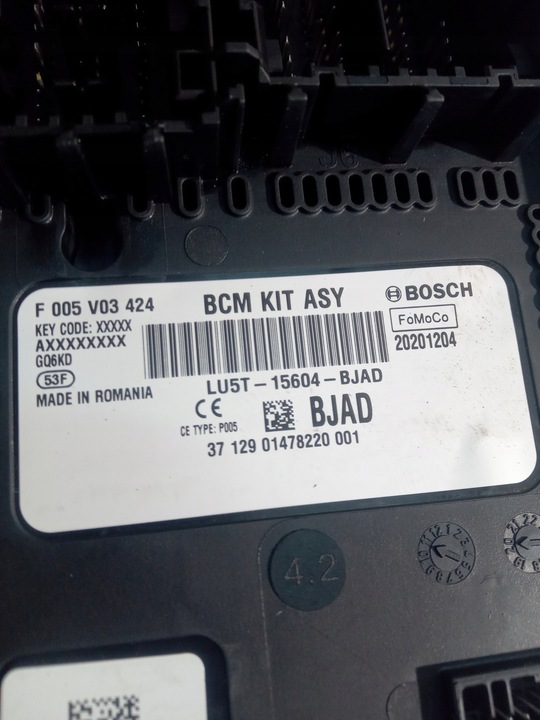 J6
F 005 V03 424
BCM KIT ASY
BOSCH
KEY CODE: XXXXX
AXXXXXXXX
FoMoCo
GQ6KD
20201204
53F
LU5T-15604-BJAD
MADE IN ROMANIA
CE
BJAD
CE TYPE: P005
37 129 01478220 001
4.2